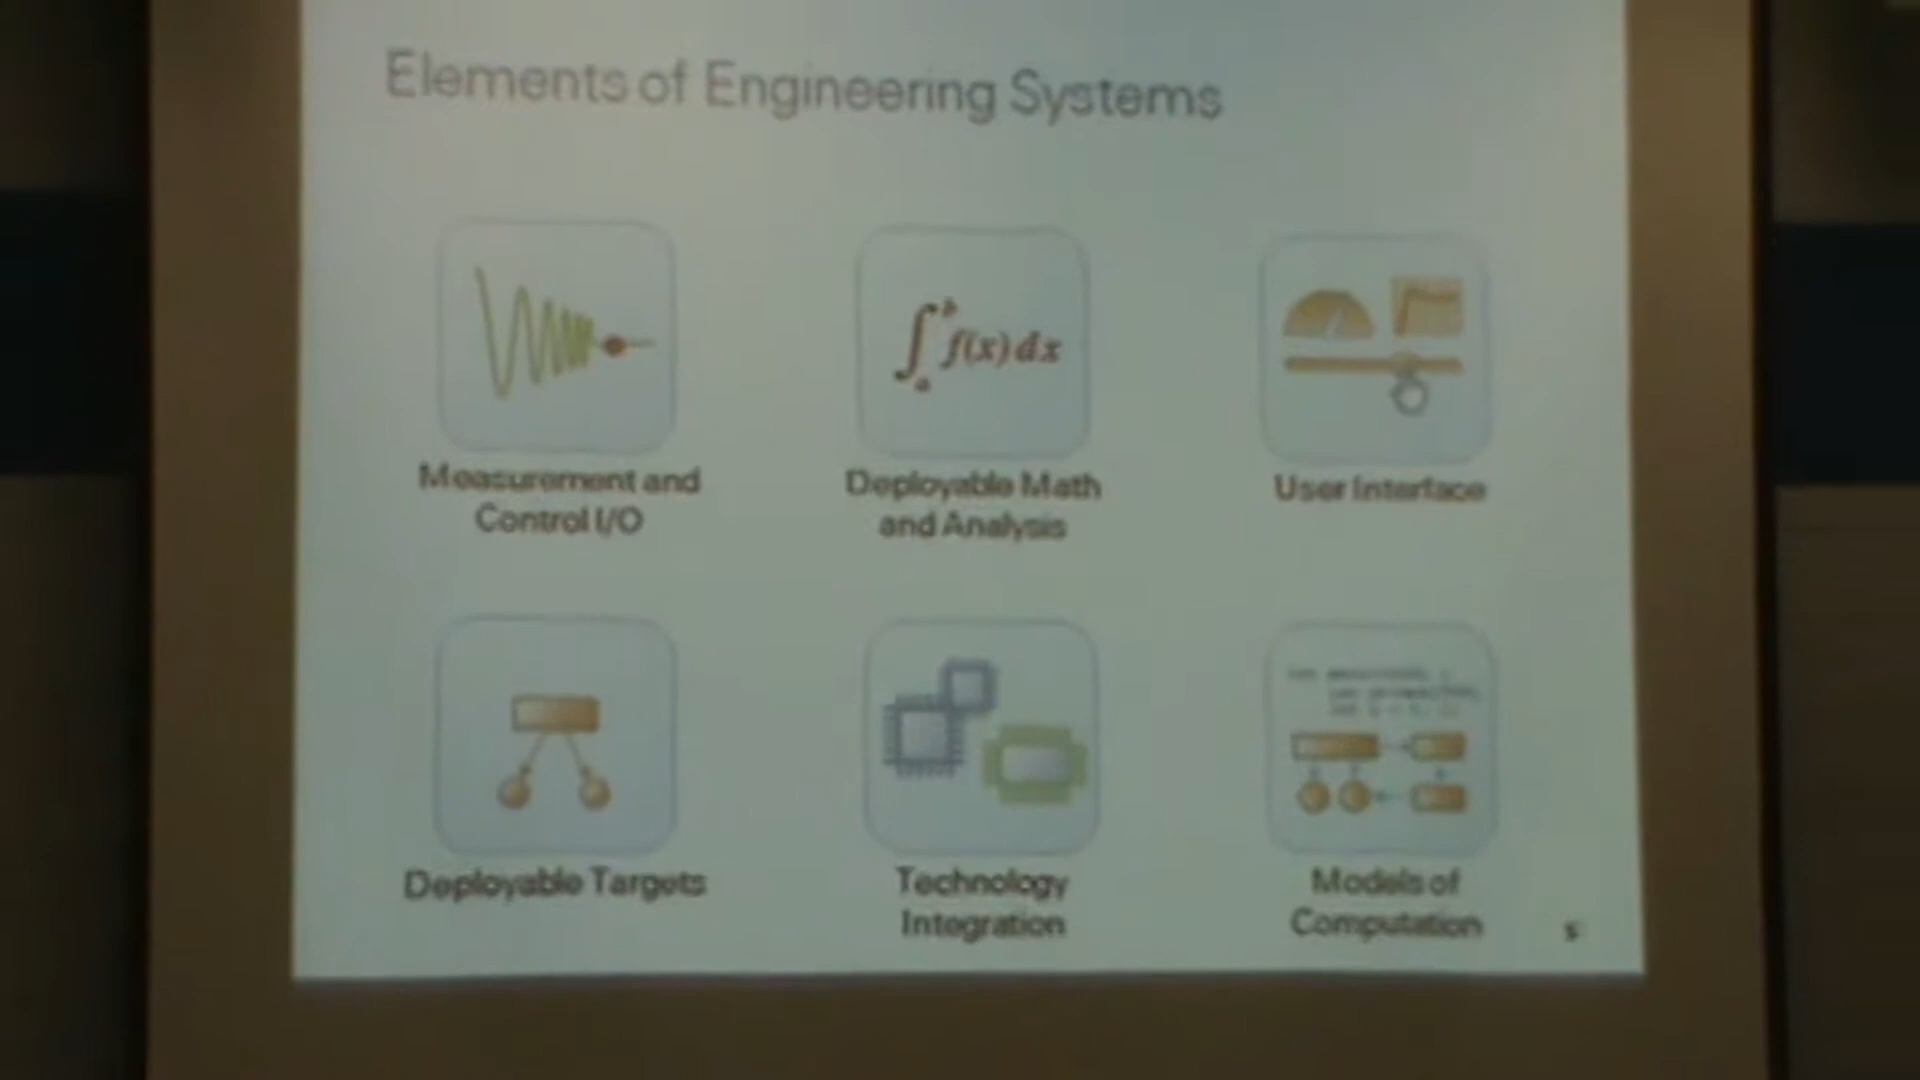 Elements of Engineering Systems
∫ₐᵇ f(x) dx
Measurement and
Control I/O
Deployable Math
and Analysis
User Interface
Deployable Targets
Technology
Integration
Models of
Computation
5